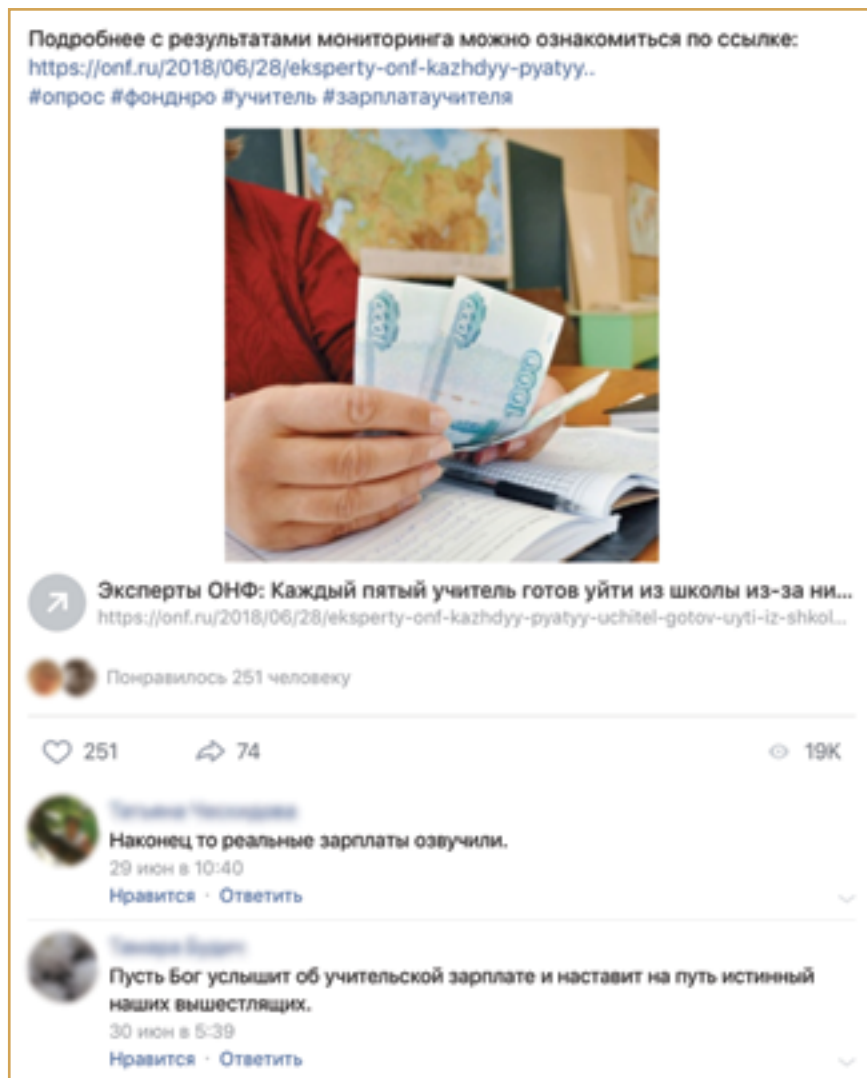 Подробнее с результатами мониторинга можно ознакомиться по ссылке:
https://onf.ru/2018/06/28/eksperty-onf-kazhdyy-pyatyy..
#опрос #фонднро #учитель #зарплатаучителя
1000
1000
1000
Эксперты ОНФ: Каждый пятый учитель готов уйти из школы из-за ни...
https://onf.ru/2018/06/28/eksperty-onf-kazhdyy-pyatyy-uchitel-gotov-uyti-iz-shkol...
Понравилось 251 человеку
251 74 19K
Наконец то реальные зарплаты озвучили.
29 июн в 10:40
Нравится · Ответить
Пусть Бог услышит об учительской зарплате и наставит на путь истинный
наших вышестлящих.
30 июн в 5:39
Нравится · Ответить